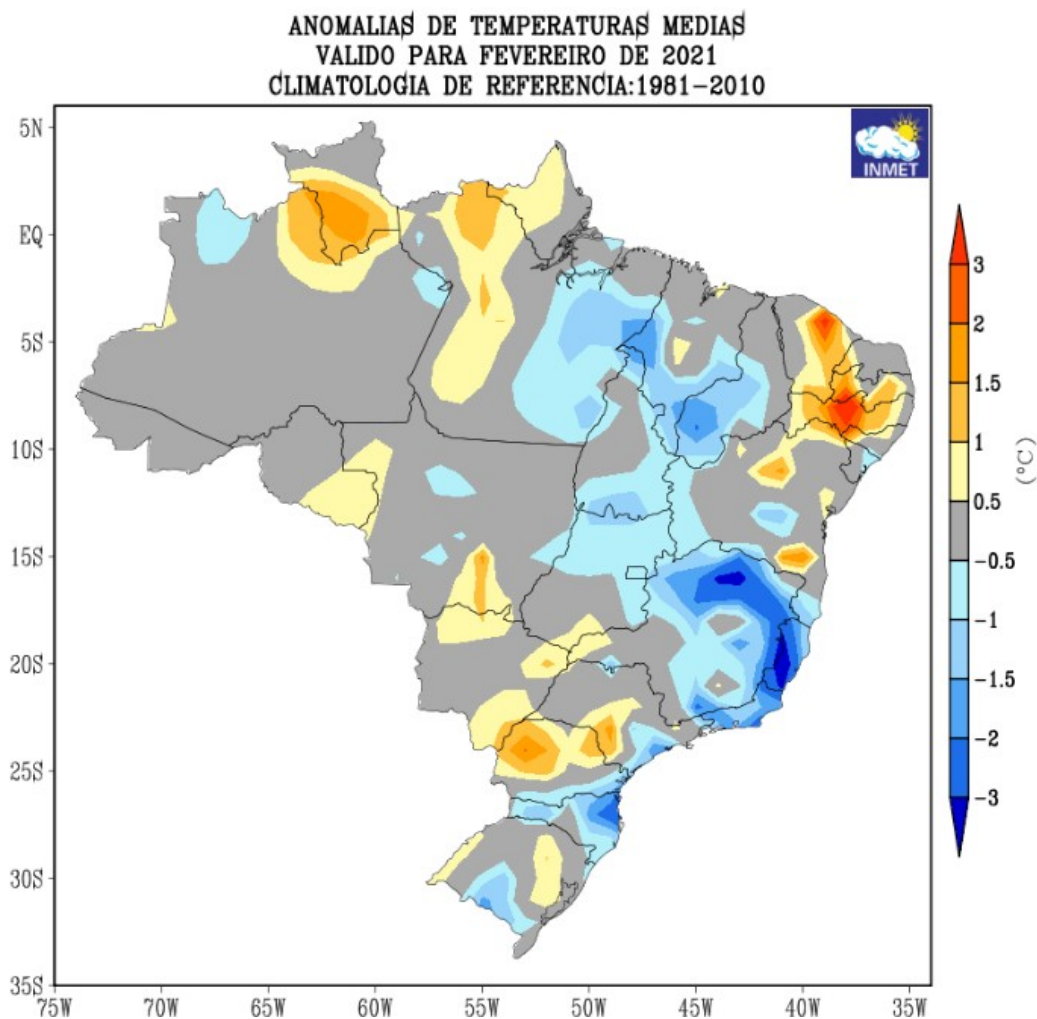 ANOMALIAS DE TEMPERATURAS MEDIAS
VALIDO PARA FEVEREIRO DE 2021
CLIMATOLOGIA DE REFERENCIA:1981-2010
INMET
5N
EQ
5S
10S
15S
20S
25S
30S
35S
75W
70W
65W
60W
55W
50W
45W
40W
35W
3
2
1.5
1
0.5
-0.5
-1
-1.5
-2
-3
(°C)